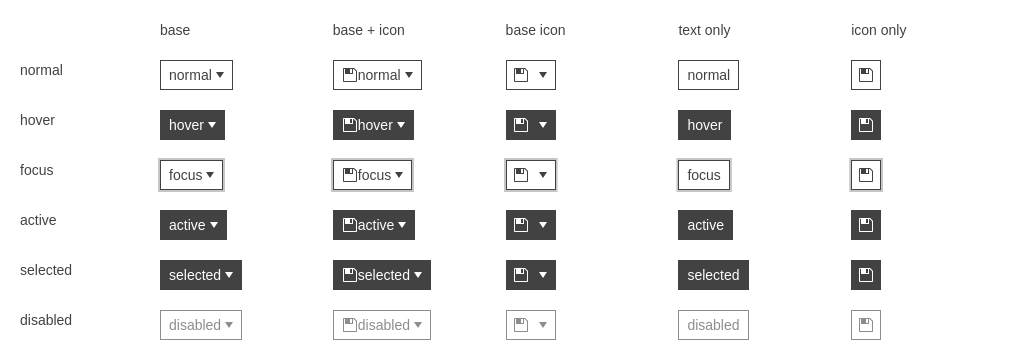 base base + icon base icon text only icon only
normal normal normal normal
hover hover hover hover
focus focus focus focus
active active active active
selected selected selected selected
disabled disabled disabled disabled